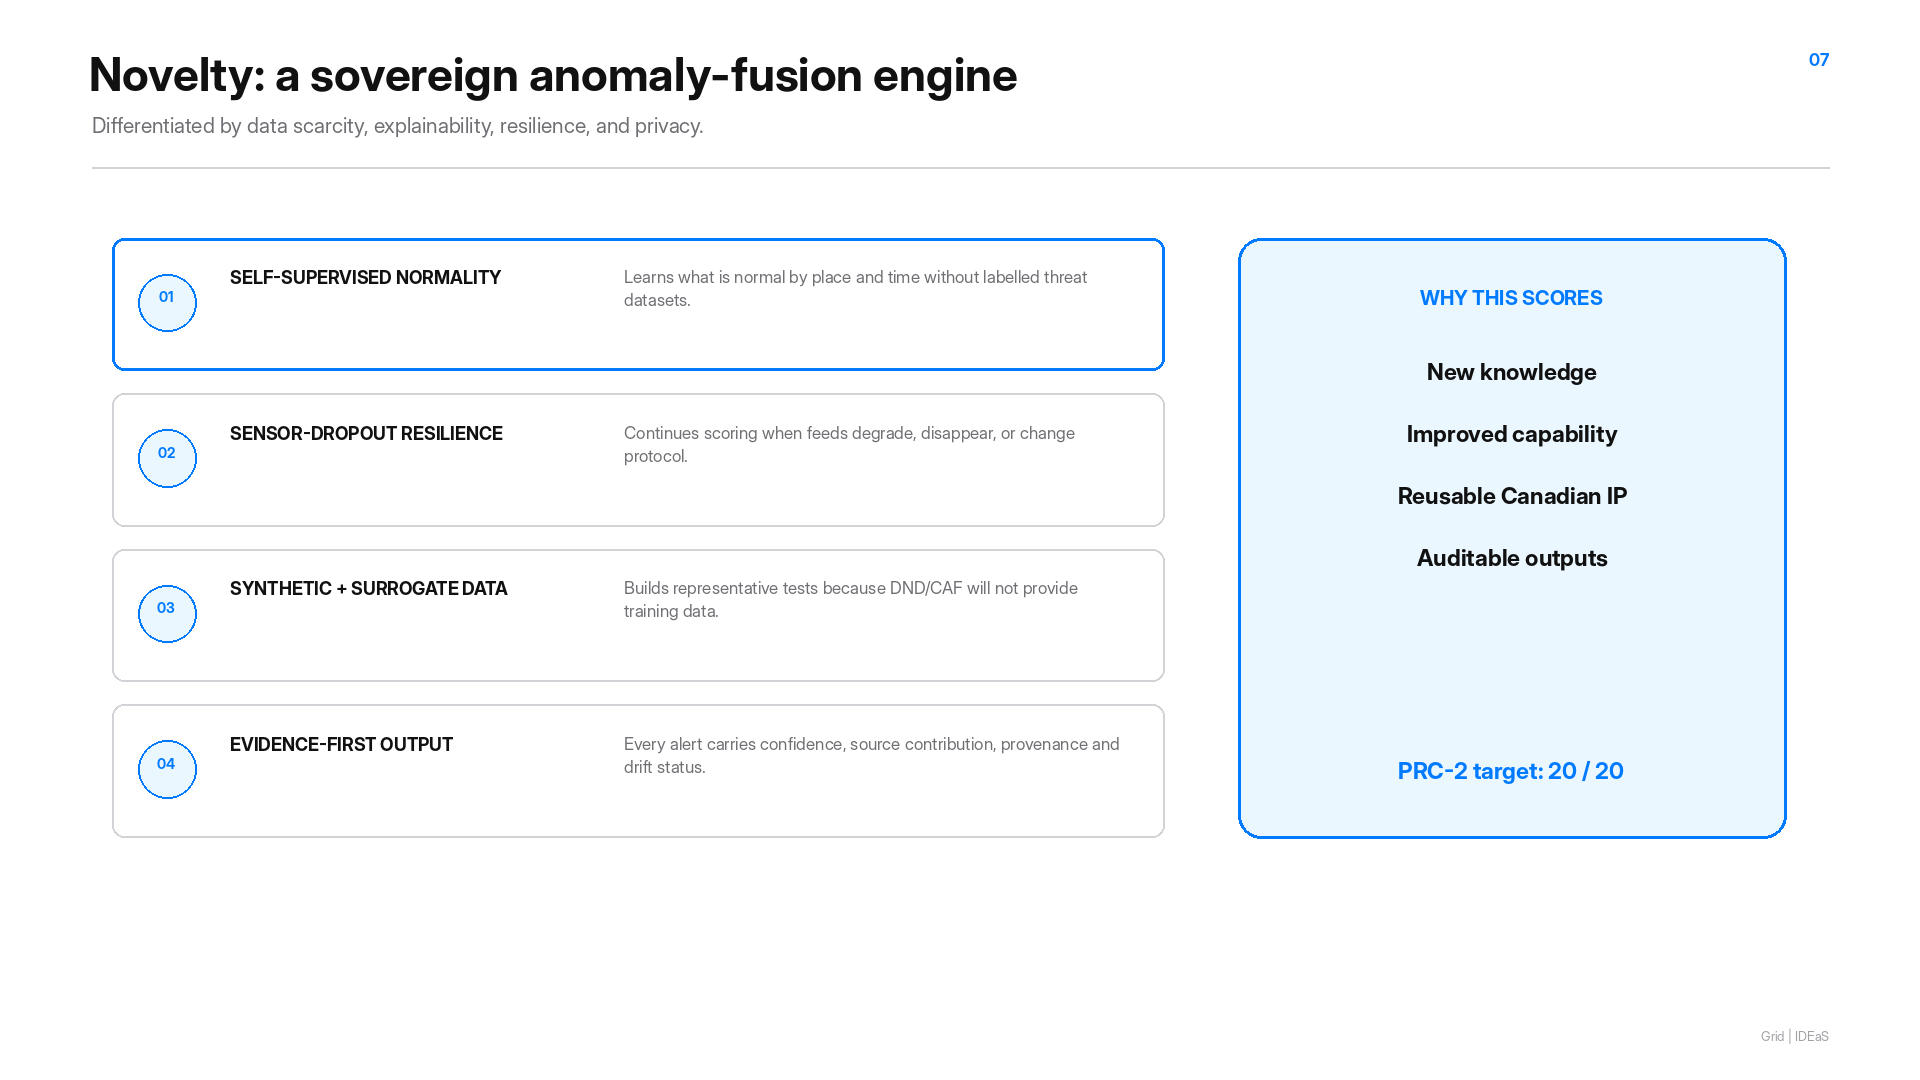 Novelty: a sovereign anomaly-fusion engine
07
Differentiated by data scarcity, explainability, resilience, and privacy.
01
SELF-SUPERVISED NORMALITY
Learns what is normal by place and time without labelled threat
datasets.
02
SENSOR-DROPOUT RESILIENCE
Continues scoring when feeds degrade, disappear, or change
protocol.
03
SYNTHETIC + SURROGATE DATA
Builds representative tests because DND/CAF will not provide
training data.
04
EVIDENCE-FIRST OUTPUT
Every alert carries confidence, source contribution, provenance and
drift status.
WHY THIS SCORES
New knowledge
Improved capability
Reusable Canadian IP
Auditable outputs
PRC-2 target: 20 / 20
Grid | IDEaS